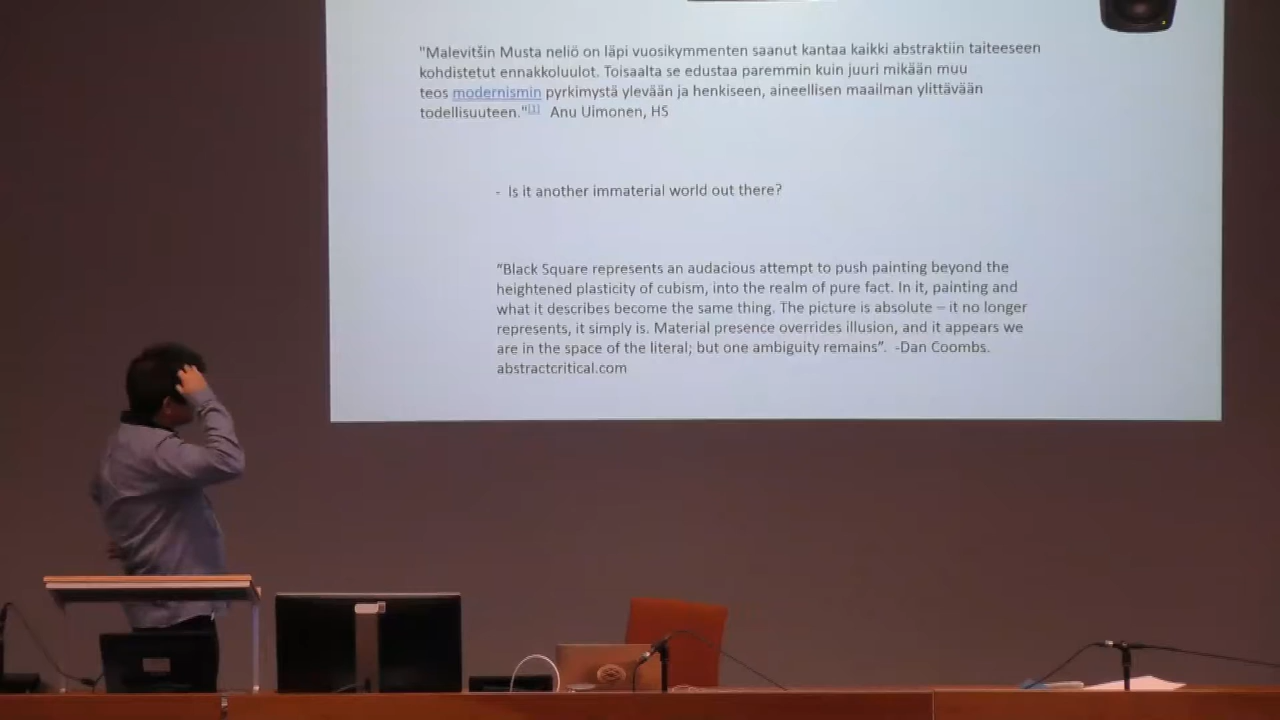 "Malevitšin Musta neliö on läpi vuosikymmenten saanut kantaa kaikki abstraktiin taiteeseen
kohdistetut ennakkoluulot. Toisaalta se edustaa paremmin kuin juuri mikään muu
teos modernismin pyrkimystä ylevään ja henkiseen, aineellisen maailman ylittävään
todellisuuteen."[1] Anu Uimonen, HS
- Is it another immaterial world out there?
"Black Square represents an audacious attempt to push painting beyond the
heightened plasticity of cubism, into the realm of pure fact. In it, painting and
what it describes become the same thing. The picture is absolute – it no longer
represents, it simply is. Material presence overrides illusion, and it appears we
are in the space of the literal; but one ambiguity remains". -Dan Coombs.
abstractcritical.com